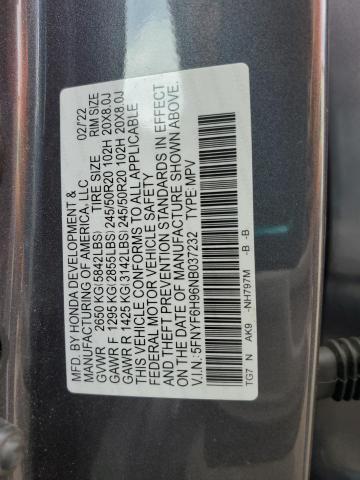 MFD. BY HONDA DEVELOPMENT &
MANUFACTURING OF AMERICA, LLC 02/'22
GVWR 2650 KG(5842LBS) TIRE SIZE RIM SIZE
GAWR F 1295 KG(2855LBS) 245/50R20 102H 20X8.0J
GAWR R 1425 KG(3142LBS) 245/50R20 102H 20X8.0J
THIS VEHICLE CONFORMS TO ALL APPLICABLE
FEDERAL MOTOR VEHICLE SAFETY
AND THEFT PREVENTION STANDARDS IN EFFECT
ON THE DATE OF MANUFACTURE SHOWN ABOVE.
V.I.N: 5FNYF6H96NB037232 TYPE: MPV
TG7 N AK9 -NH797M -B -B